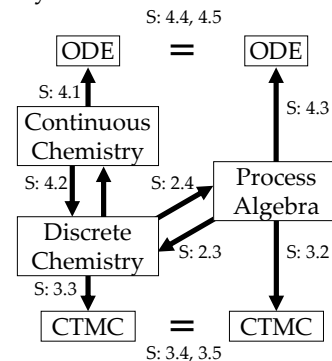 S: 4.4, 4.5
ODE = ODE
S: 4.1
S: 4.3
Continuous
Chemistry
S: 4.2
S: 2.4
Process
Algebra
Discrete
Chemistry
S: 2.3
S: 3.2
S: 3.3
CTMC = CTMC
S: 3.4, 3.5